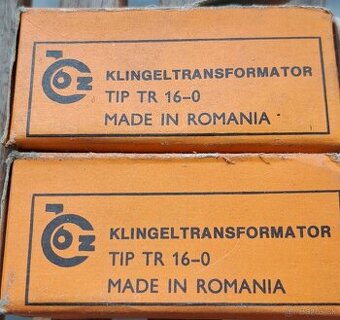 KLINGELTRANSFORMATOR
TIP TR 16-0
MADE IN ROMANIA
KLINGELTRANSFORMATOR
TIP TR 16-0
MADE IN ROMANIA